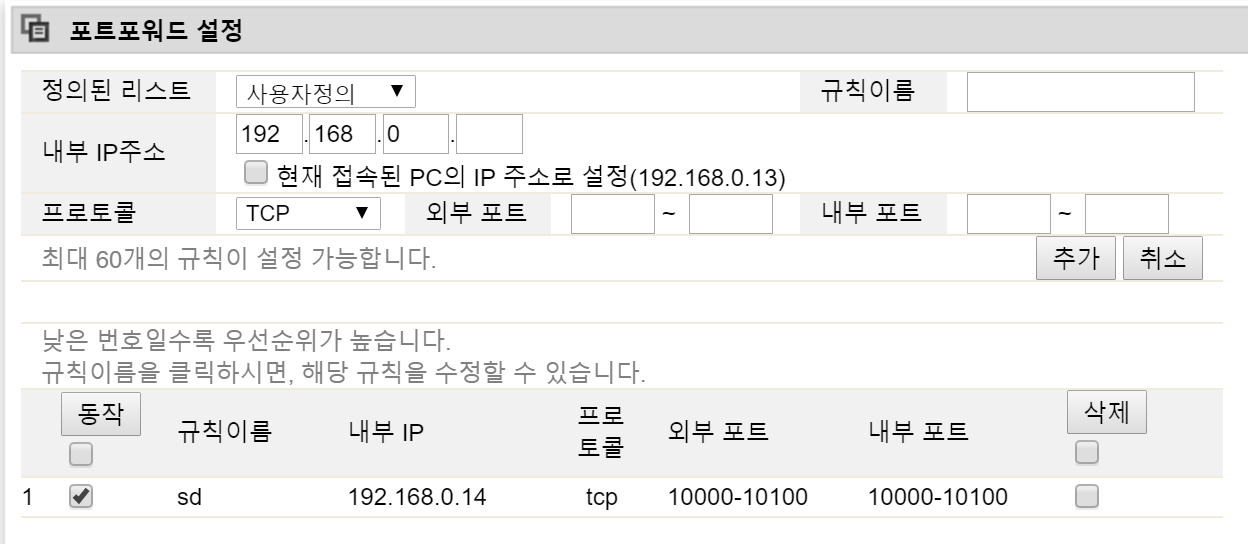 포트포워드 설정
정의된 리스트 사용자정의 ▼ 규칙이름
내부 IP주소 192 . 168 . 0 .
현재 접속된 PC의 IP 주소로 설정(192.168.0.13)
프로토콜 TCP ▼ 외부 포트 ~ 내부 포트 ~
최대 60개의 규칙이 설정 가능합니다. 추가 취소
낮은 번호일수록 우선순위가 높습니다.
규칙이름을 클릭하시면, 해당 규칙을 수정할 수 있습니다.
동작 규칙이름 내부 IP 프로 외부 포트 내부 포트 삭제
토콜
1 sd 192.168.0.14 tcp 10000-10100 10000-10100